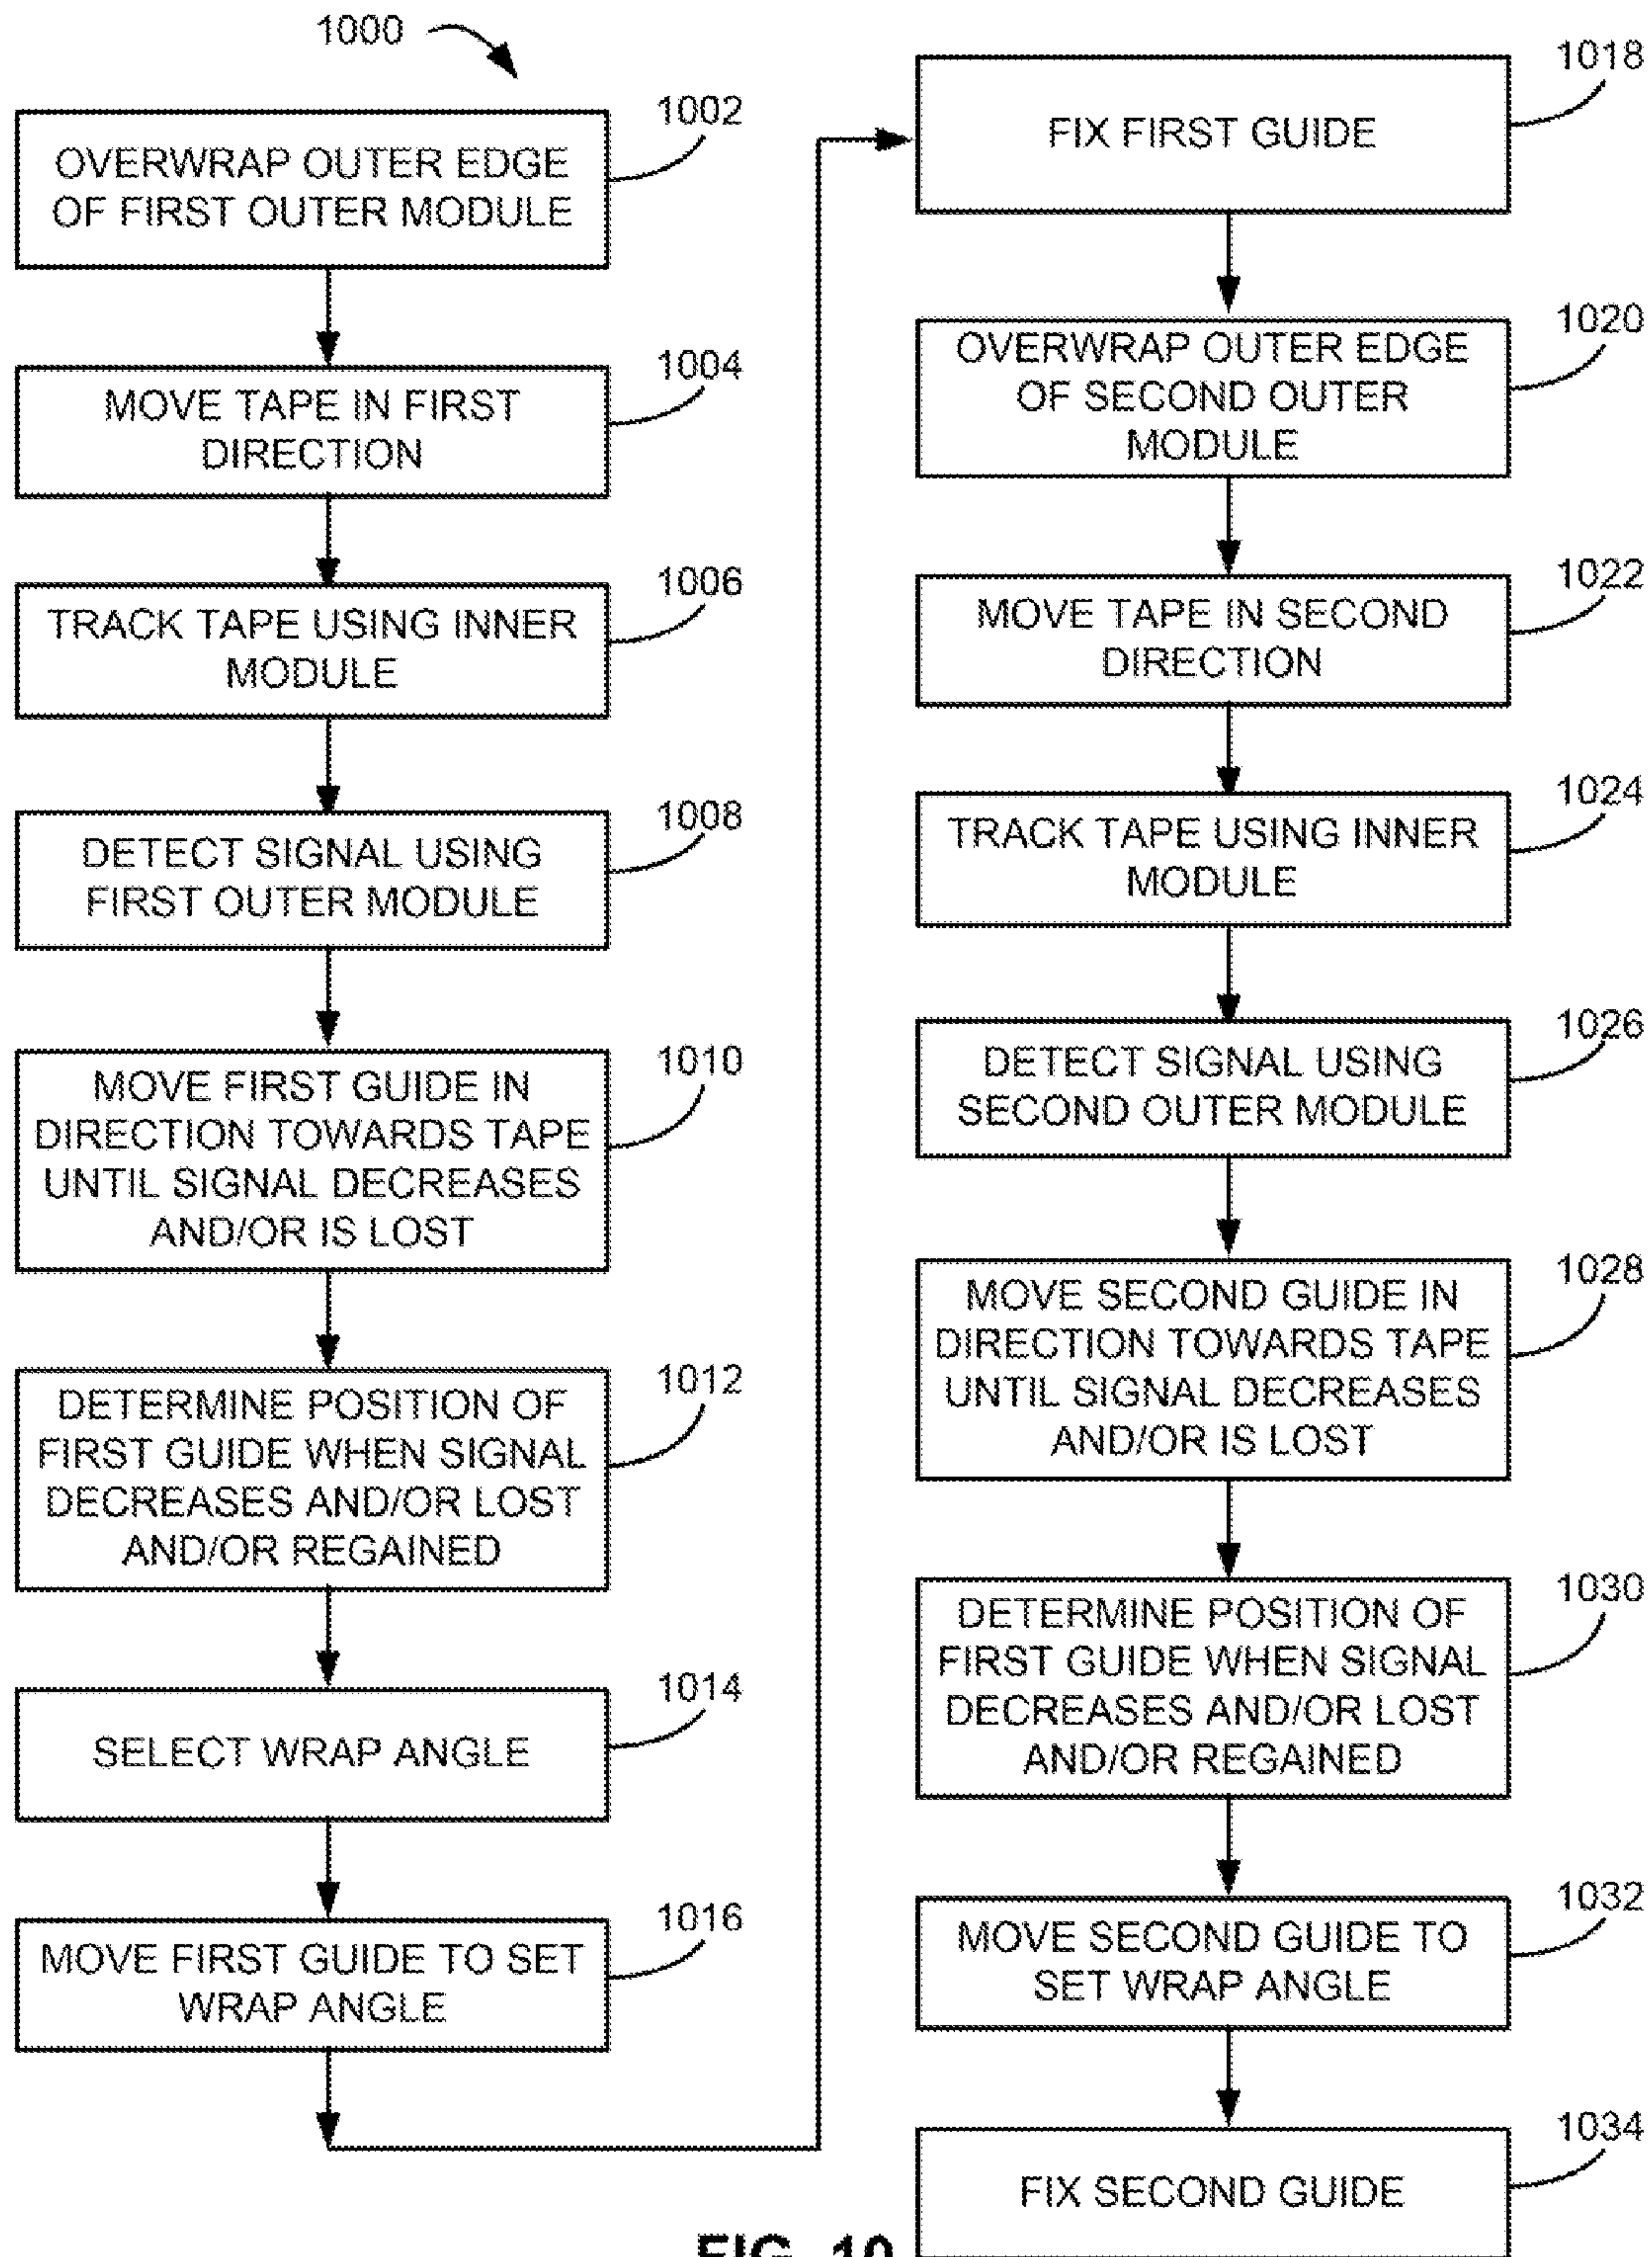 1000
1002
OVERWRAP OUTER EDGE
OF FIRST OUTER MODULE
1004
MOVE TAPE IN FIRST
DIRECTION
1006
TRACK TAPE USING INNER
MODULE
1008
DETECT SIGNAL USING
FIRST OUTER MODULE
1010
MOVE FIRST GUIDE IN
DIRECTION TOWARDS TAPE
UNTIL SIGNAL DECREASES
AND/OR IS LOST
1012
DETERMINE POSITION OF
FIRST GUIDE WHEN SIGNAL
DECREASES AND/OR LOST
AND/OR REGAINED
1014
SELECT WRAP ANGLE
1016
MOVE FIRST GUIDE TO SET
WRAP ANGLE
1018
FIX FIRST GUIDE
1020
OVERWRAP OUTER EDGE
OF SECOND OUTER
MODULE
1022
MOVE TAPE IN SECOND
DIRECTION
1024
TRACK TAPE USING INNER
MODULE
1026
DETECT SIGNAL USING
SECOND OUTER MODULE
1028
MOVE SECOND GUIDE IN
DIRECTION TOWARDS TAPE
UNTIL SIGNAL DECREASES
AND/OR IS LOST
1030
DETERMINE POSITION OF
FIRST GUIDE WHEN SIGNAL
DECREASES AND/OR LOST
AND/OR REGAINED
1032
MOVE SECOND GUIDE TO
SET WRAP ANGLE
1034
FIX SECOND GUIDE
FIG. 10